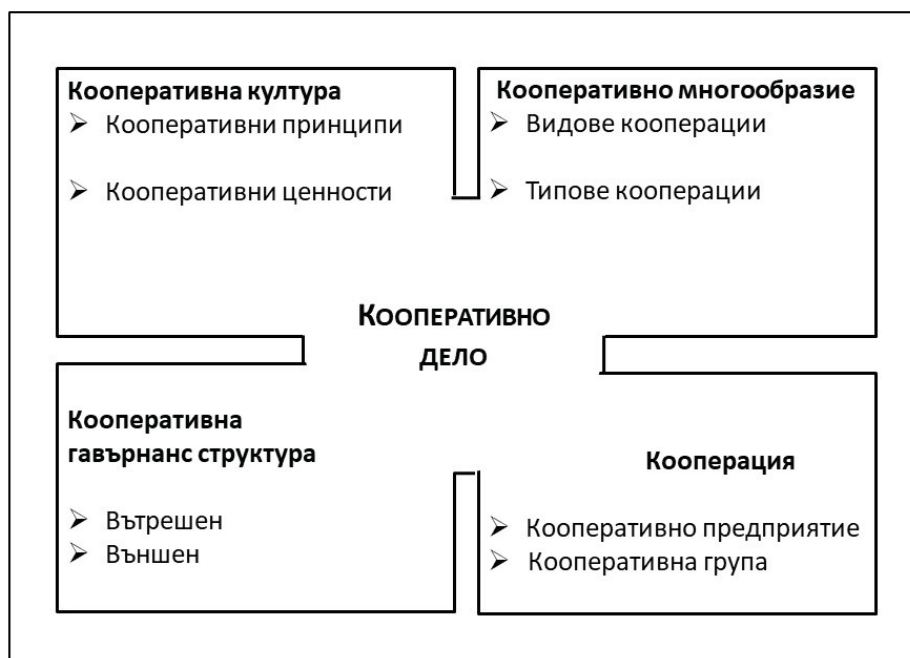 Кооперативна култура
➢ Кооперативни принципи
➢ Кооперативни ценности
Кооперативно многообразие
➢ Видове кооперации
➢ Типове кооперации
КООПЕРАТИВНО
ДЕЛО
Кооперативна
гавърнанс структура
➢ Вътрешен
➢ Външен
Кооперация
➢ Кооперативно предприятие
➢ Кооперативна група